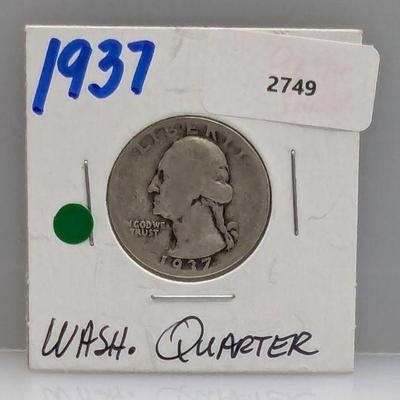 1937
2749
LIBERTY
IN GOD WE
TRUST
1937
WASH. QUARTER